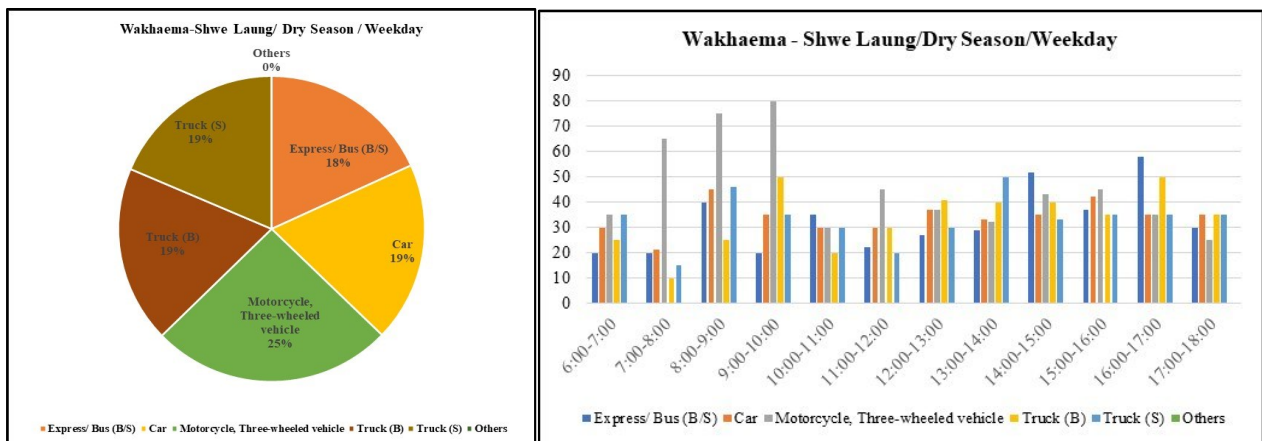 Wakhaema-Shwe Laung/ Dry Season / Weekday
Others
0%
Truck (S)
19%
Express/ Bus (B/S)
18%
Truck (B)
19%
Car
19%
Motorcycle,
Three-wheeled
vehicle
25%
Express/ Bus (B/S) Car Motorcycle, Three-wheeled vehicle Truck (B) Truck (S) Others
Wakhaema - Shwe Laung/Dry Season/Weekday
90
80
70
60
50
40
30
20
10
0
6:00-7:00
7:00-8:00
8:00-9:00
9:00-10:00
10:00-11:00
11:00-12:00
12:00-13:00
13:00-14:00
14:00-15:00
15:00-16:00
16:00-17:00
17:00-18:00
Express/ Bus (B/S) Car Motorcycle, Three-wheeled vehicle Truck (B) Truck (S) Others